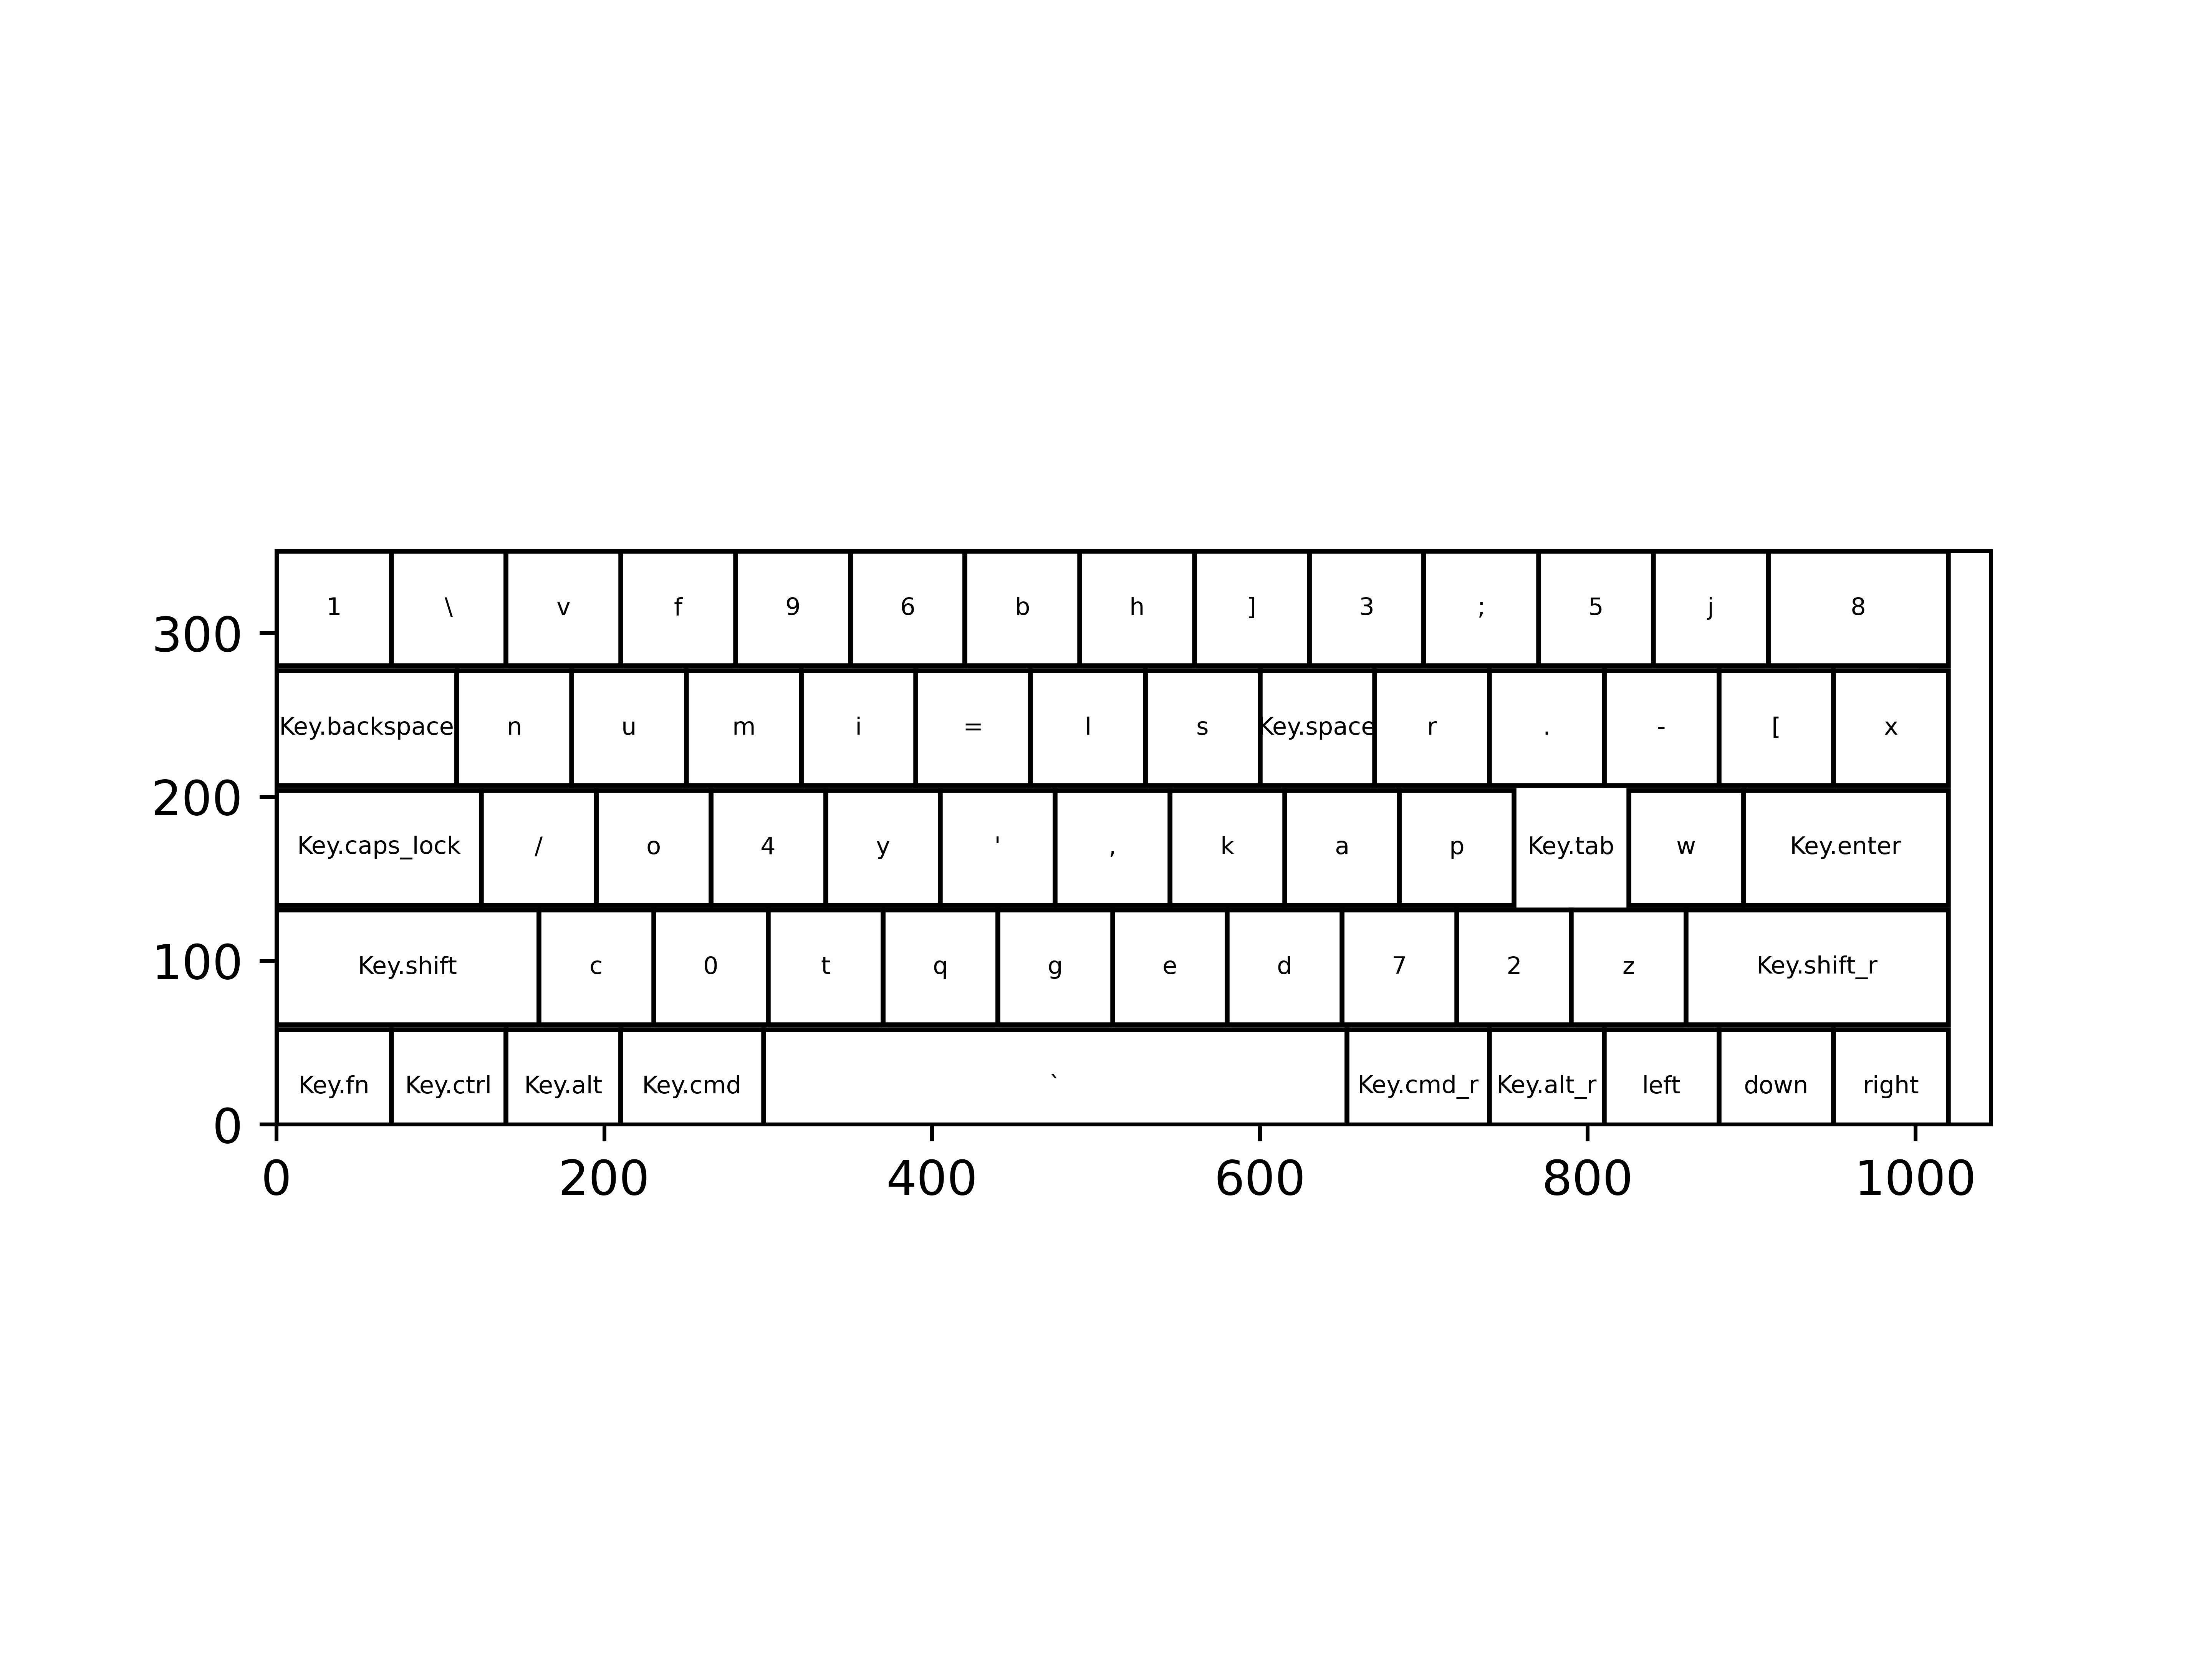 1 \ v f 9 6 b h ] 3 ; 5 j 8
300
Key.backspace n u m i = l s Key.space r . - [ x
200
Key.caps_lock / o 4 y ' , k a p Key.tab w Key.enter
100
Key.shift c 0 t q g e d 7 2 z Key.shift_r
Key.fn Key.ctrl Key.alt Key.cmd ` Key.cmd_r Key.alt_r left down right
0
0 200 400 600 800 1000